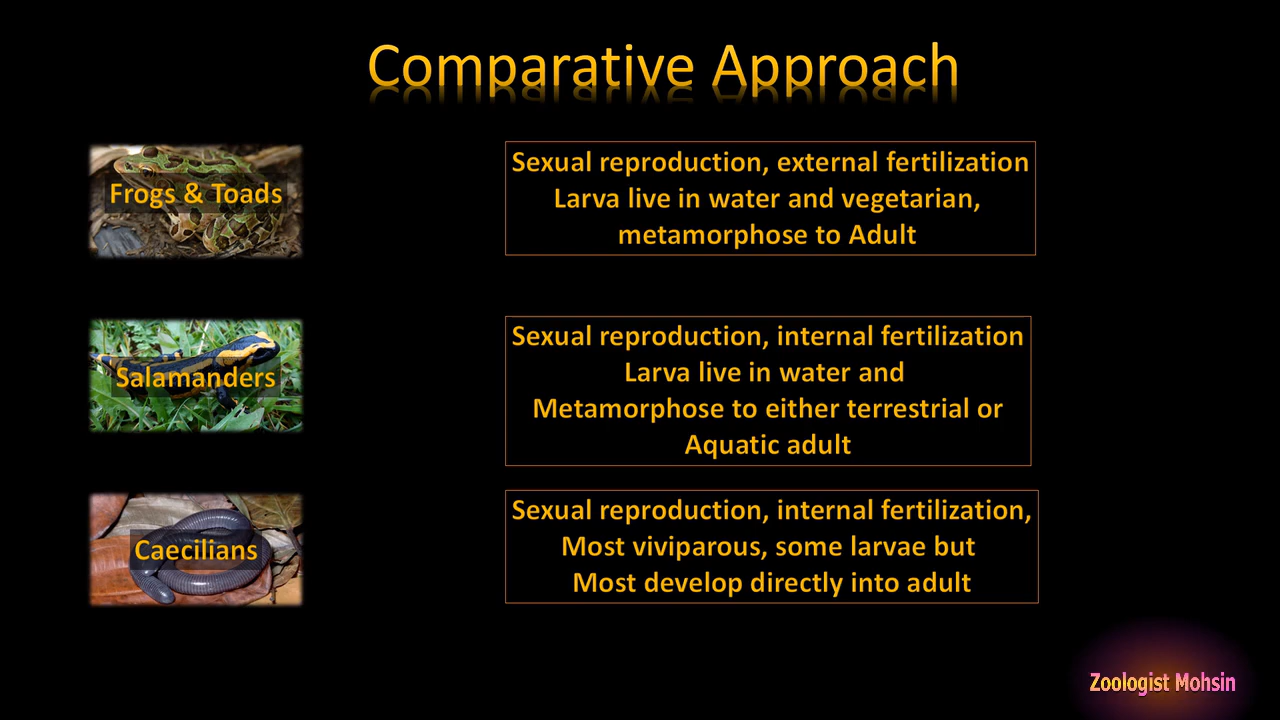 Comparative Approach
Frogs & Toads
Sexual reproduction, external fertilization
Larva live in water and vegetarian,
metamorphose to Adult
Salamanders
Sexual reproduction, internal fertilization
Larva live in water and
Metamorphose to either terrestrial or
Aquatic adult
Caecilians
Sexual reproduction, internal fertilization,
Most viviparous, some larvae but
Most develop directly into adult
Zoologist Mohsin